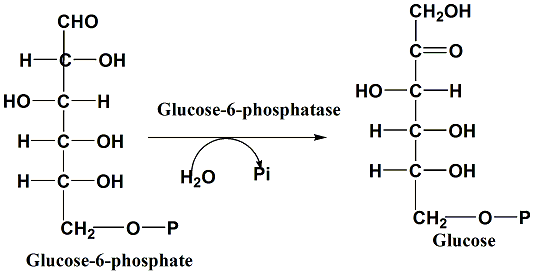 CHO
H—C—OH
HO—C—H
H—C—OH
H—C—OH
CH₂—O—P
Glucose-6-phosphate
Glucose-6-phosphatase
H₂O Pi
CH₂OH
C=O
HO—C—H
H—C—OH
H—C—OH
CH₂—O—P
Glucose